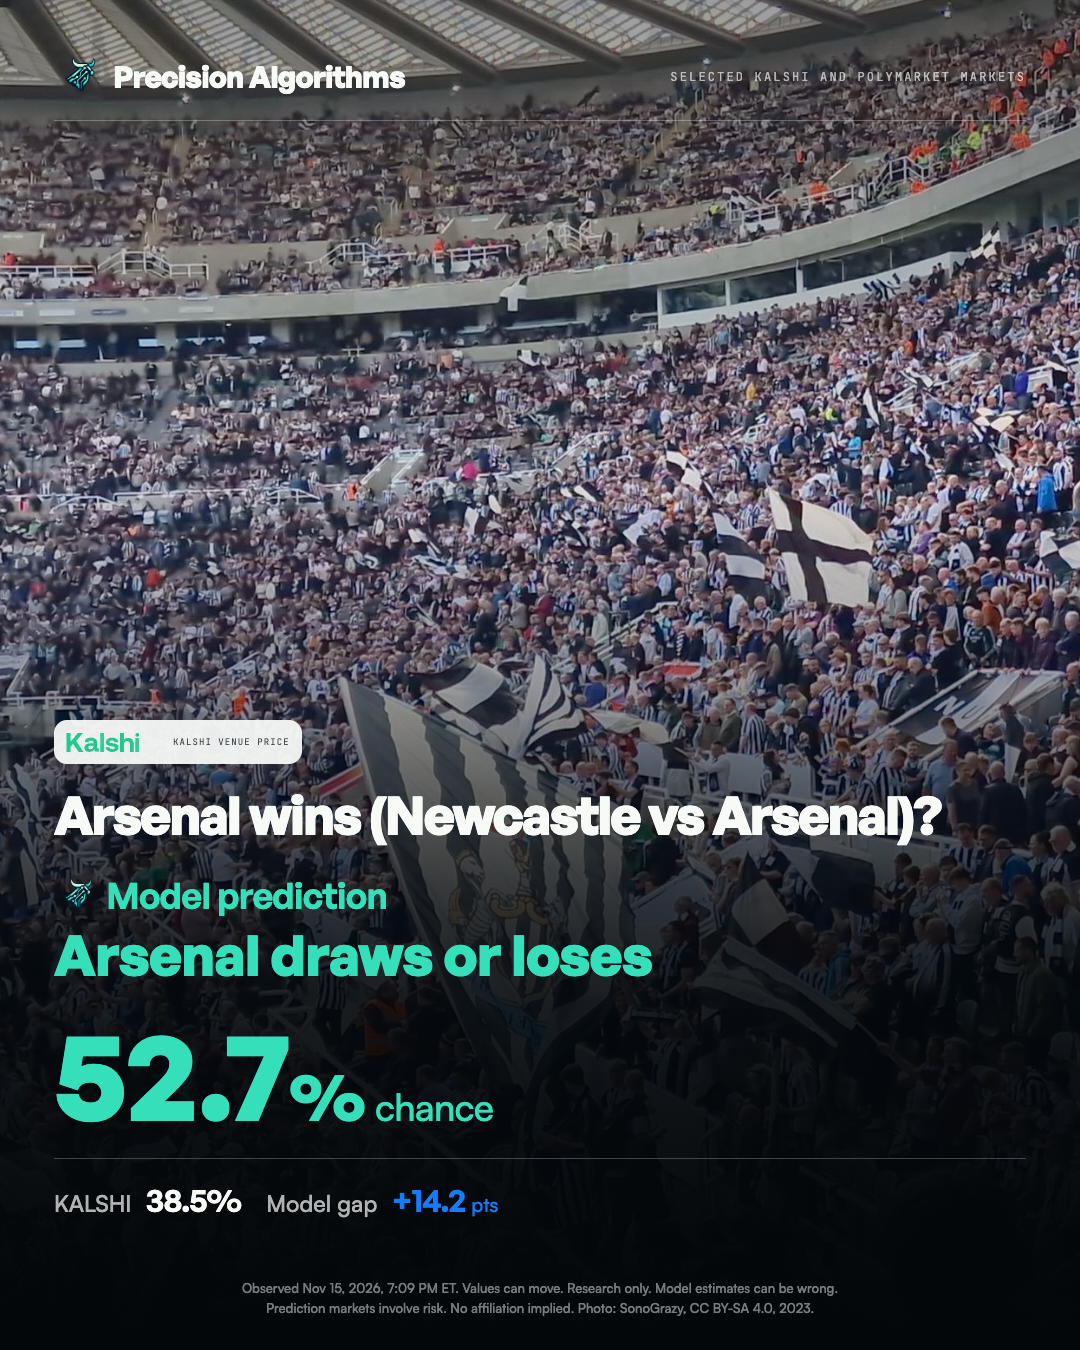 Precision Algorithms
SELECTED KALSHI AND POLYMARKET MARKETS
NU
Kalshi KALSHI VENUE PRICE
Arsenal wins (Newcastle vs Arsenal)?
Model prediction
Arsenal draws or loses
52.7% chance
KALSHI 38.5% Model gap +14.2 pts
Observed Nov 15, 2026, 7:09 PM ET. Values can move. Research only. Model estimates can be wrong.
Prediction markets involve risk. No affiliation implied. Photo: SonoGrazy, CC BY-SA 4.0, 2023.